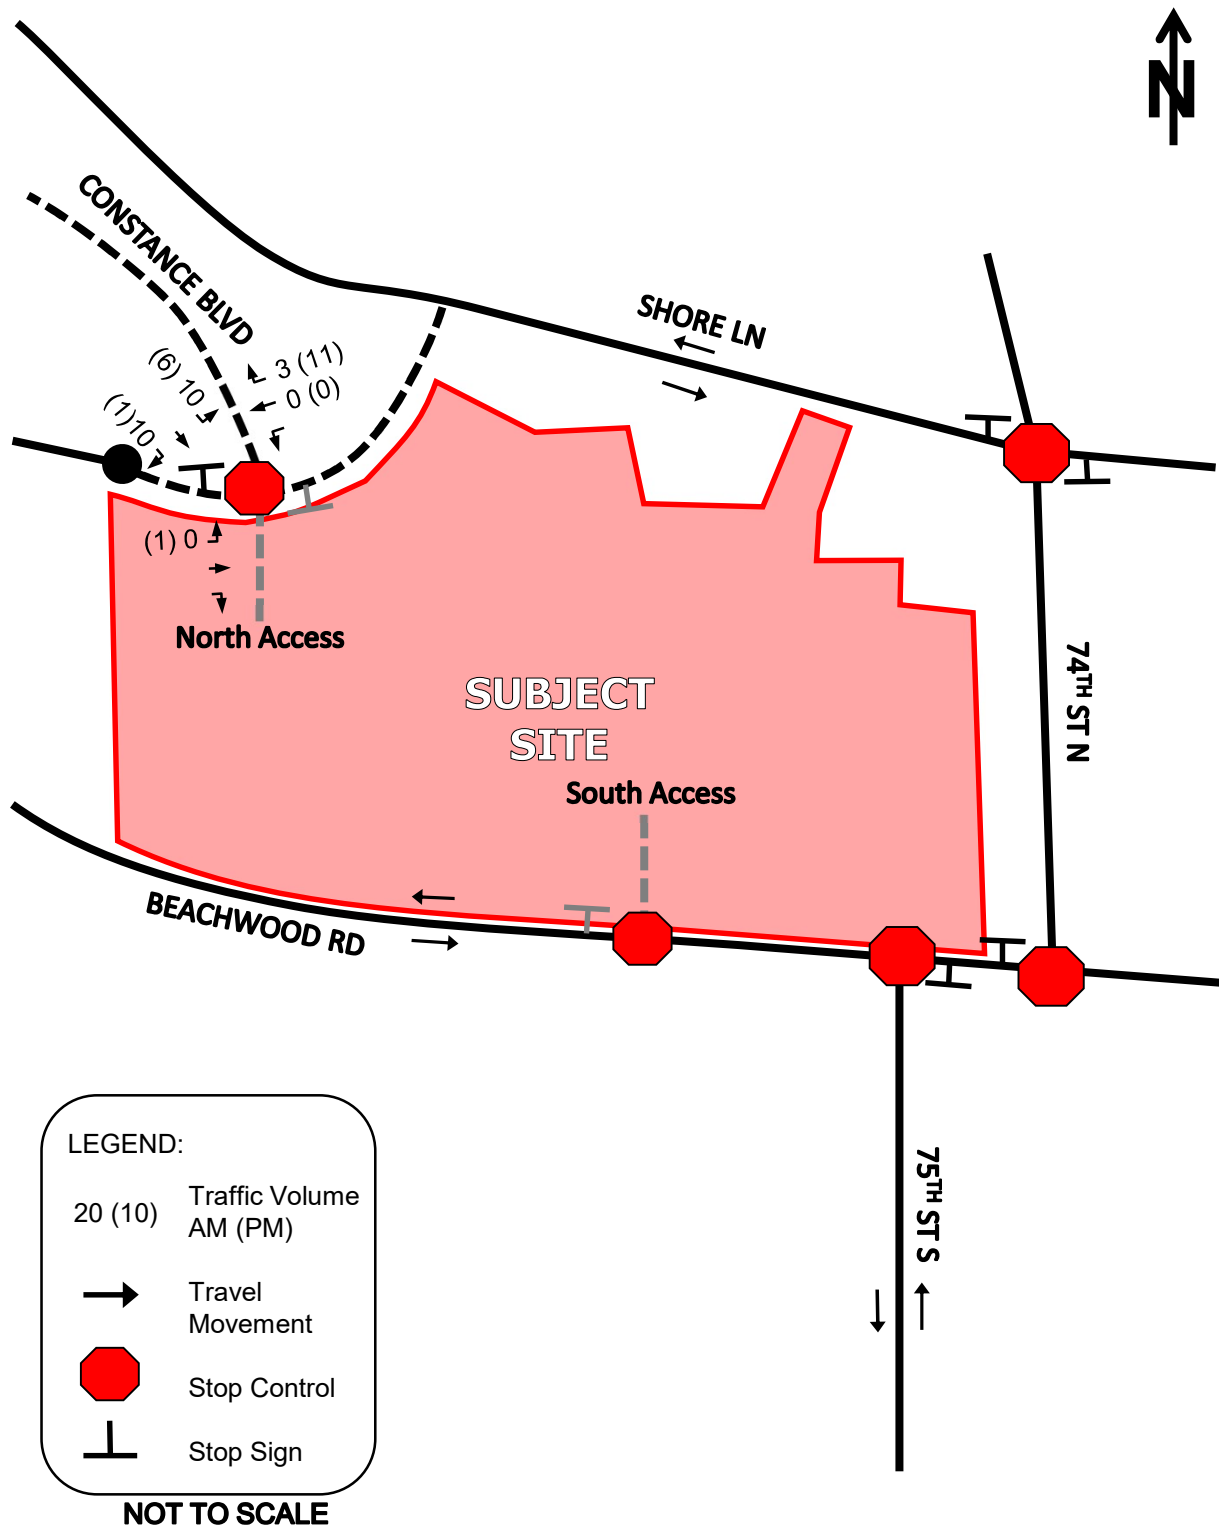 N
CONSTANCE BLVD
SHORE LN
3 (11)
0 (0)
(6) 10
(1)10
(1) 0
North Access
SUBJECT
SITE
74TH ST N
South Access
BEACHWOOD RD
75TH ST S
LEGEND:
20 (10)
Traffic Volume
AM (PM)
Travel
Movement
Stop Control
Stop Sign
NOT TO SCALE